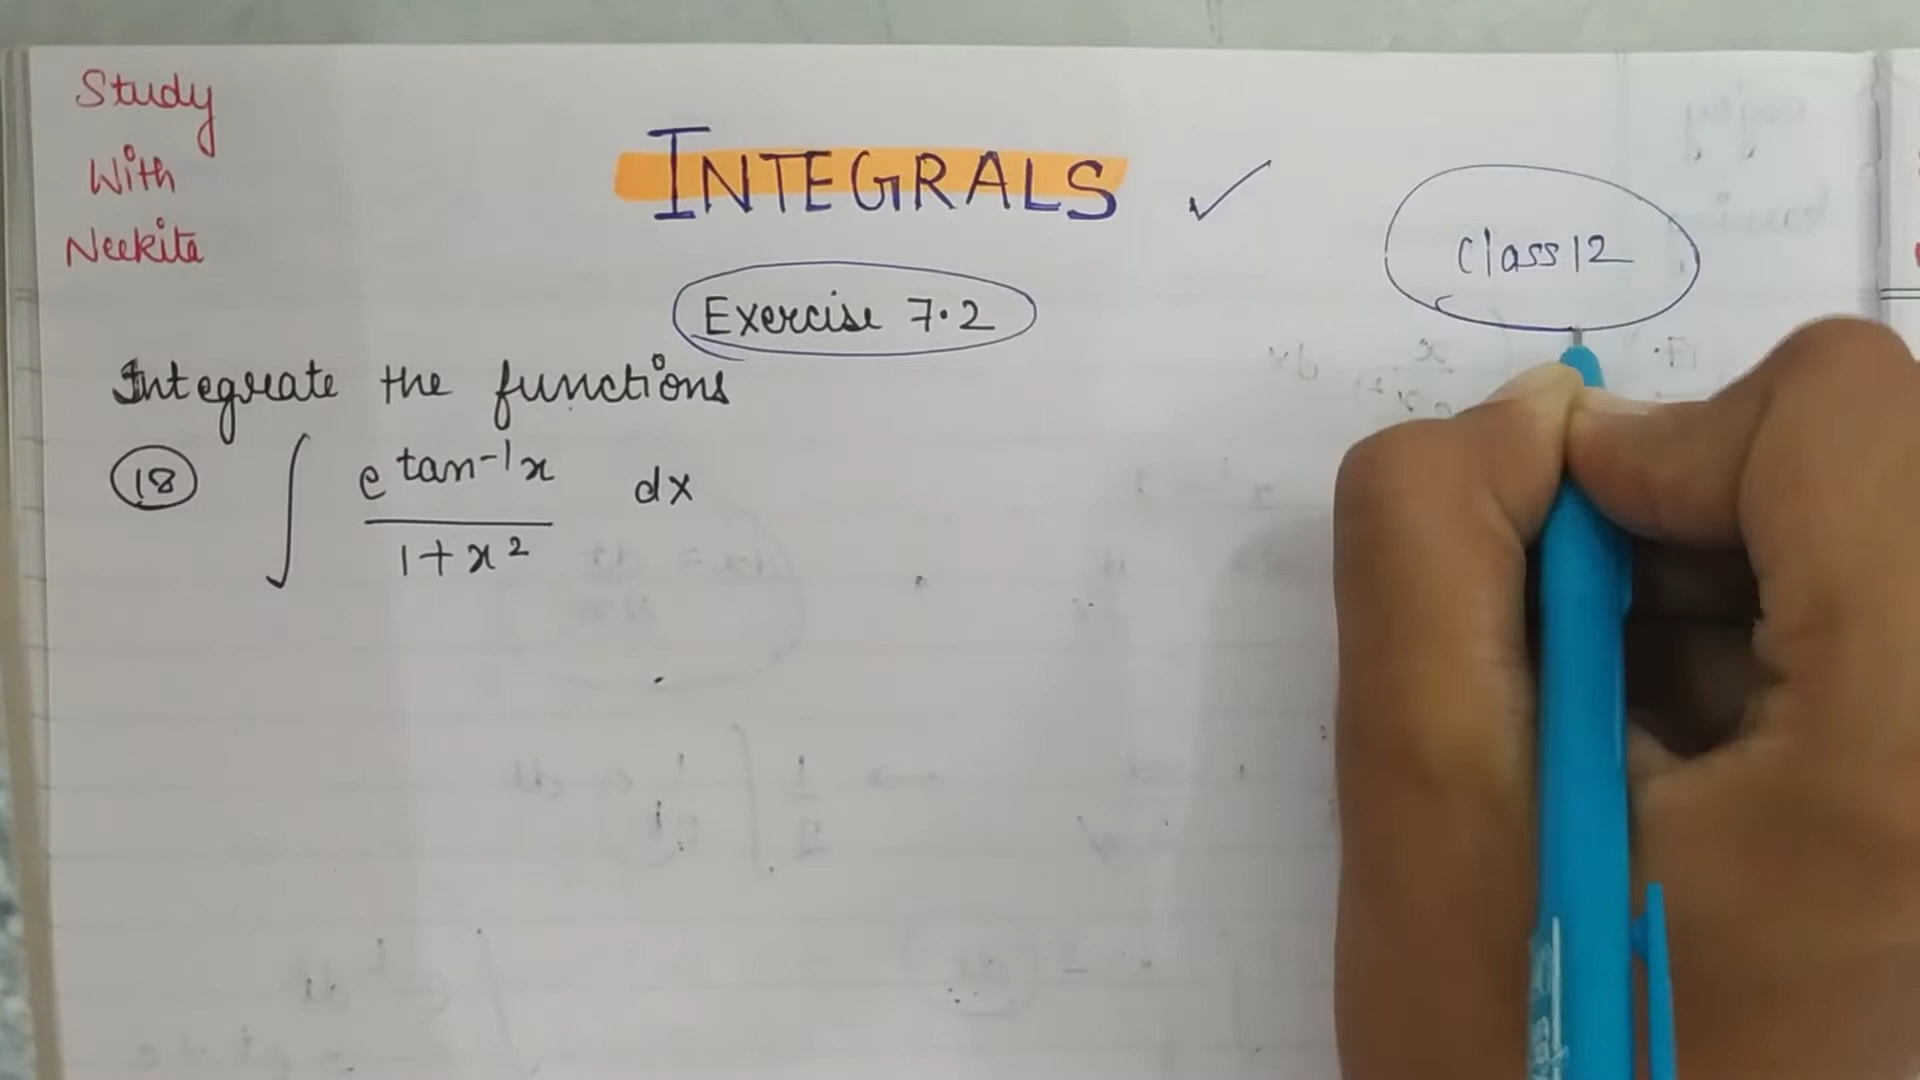 Study
With
Neekita
INTEGRALS ✓
Class 12
Exercise 7.2
Integrate the functions
(18) ∫ e^{tan⁻¹x} / (1+x²) dx